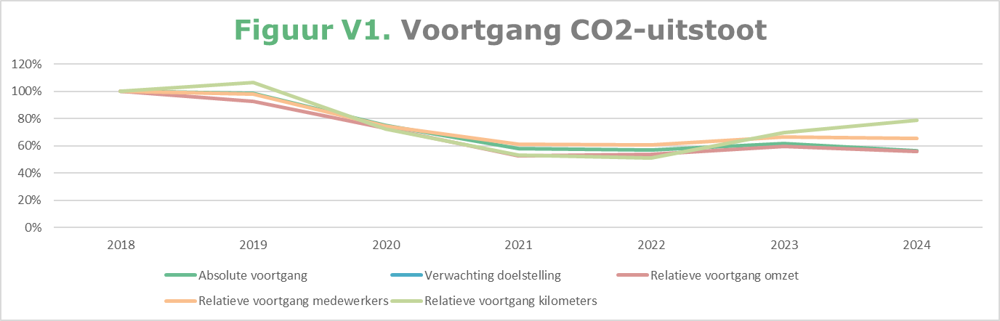 Figuur V1. Voortgang CO2-uitstoot
120%
100%
80%
60%
40%
20%
0%
2018 2019 2020 2021 2022 2023 2024
Absolute voortgang Verwachting doelstelling Relatieve voortgang omzet
Relatieve voortgang medewerkers Relatieve voortgang kilometers